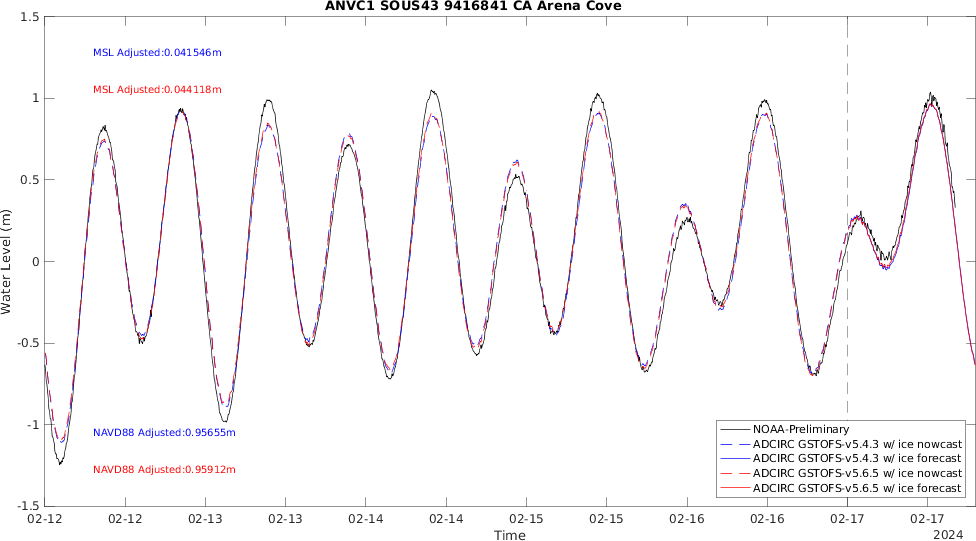 ANVC1 SOUS43 9416841 CA Arena Cove
1.5
MSL Adjusted:0.041546m
1
MSL Adjusted:0.044118m
0.5
0
Water Level (m)
-0.5
-1
NAVD88 Adjusted:0.95655m
NAVD88 Adjusted:0.95912m
NOAA-Preliminary
ADCIRC GSTOFS-v5.4.3 w/ ice nowcast
ADCIRC GSTOFS-v5.4.3 w/ ice forecast
ADCIRC GSTOFS-v5.6.5 w/ ice nowcast
ADCIRC GSTOFS-v5.6.5 w/ ice forecast
-1.5
02-12 02-12 02-13 02-13 02-14 02-14 02-15 02-15 02-16 02-16 02-17 02-17
Time
2024